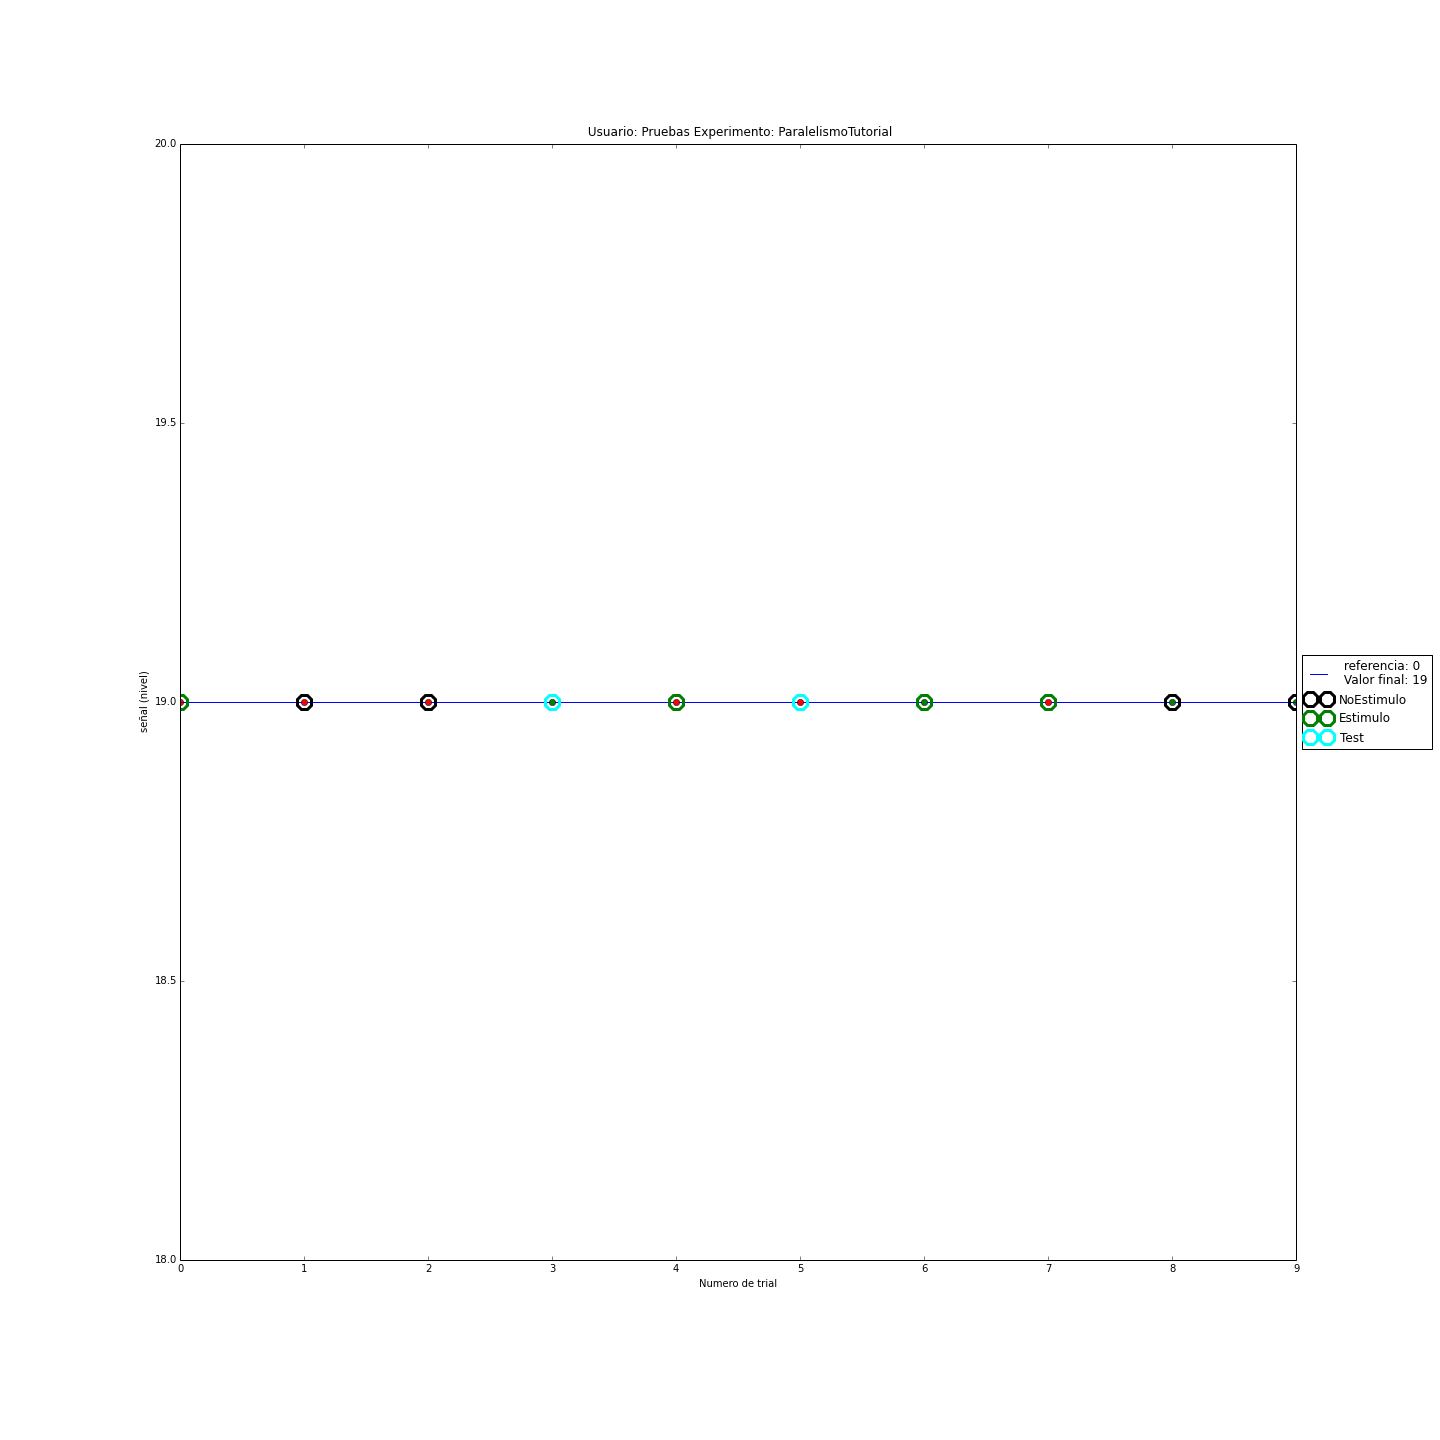 Usuario: Pruebas Experimento: ParalelismoTutorial
20.0
19.5
19.0
18.5
18.0
señal (nivel)
0 1 2 3 4 5 6 7 8 9
Numero de trial
referencia: 0
Valor final: 19
NoEstimulo
Estimulo
Test